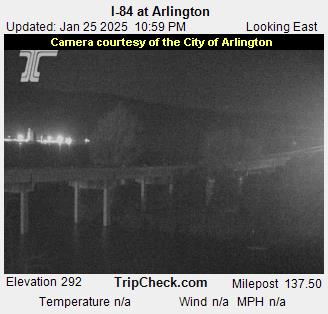 I-84 at Arlington
Updated: Jan 25 2025 10:59 PM Looking East
Camera courtesy of the City of Arlington
Elevation 292 TripCheck.com Milepost 137.50
Temperature n/a Wind n/a MPH n/a